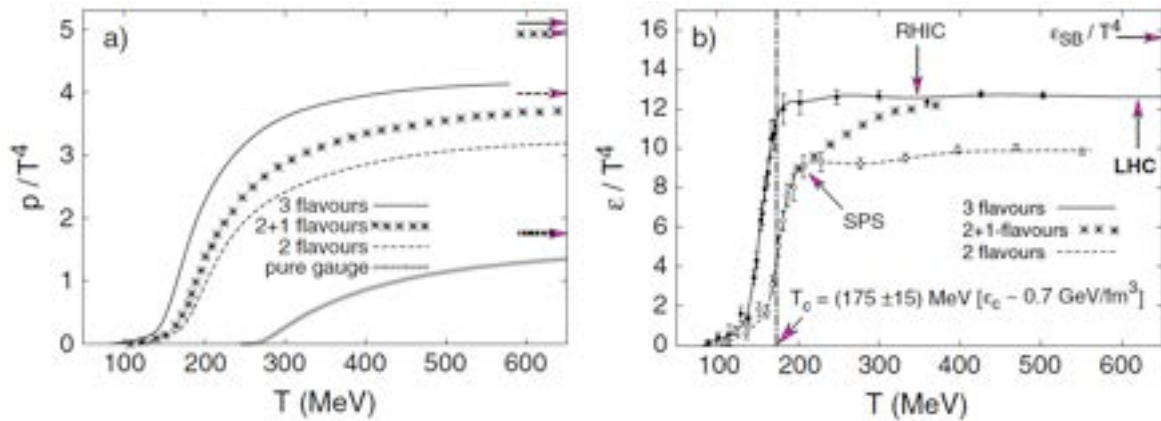 a)
5
4
3
2
1
0
p/T⁴
3 flavours
2+1 flavours
2 flavours
pure gauge
100 200 300 400 500 600
T (MeV)
b)
16
14
12
10
8
6
4
2
0
ε/T⁴
RHIC
ε_SB/T⁴
LHC
SPS
3 flavours
2+1-flavours
2 flavours
T_c = (175 ±15) MeV [ε_c ~ 0.7 GeV/fm³]
100 200 300 400 500 600
T (MeV)